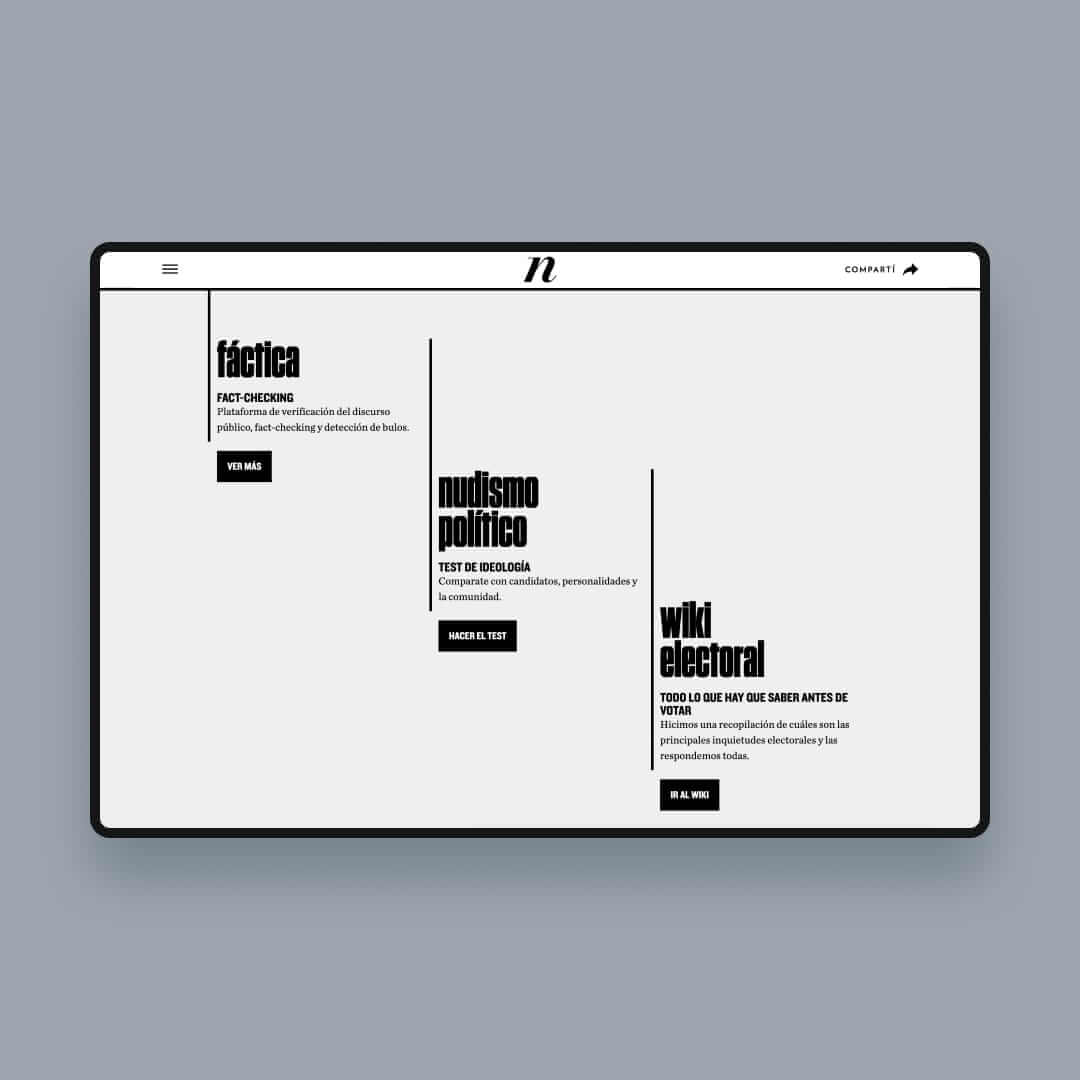 n
COMPARTÍ
fáctica
FACT-CHECKING
Plataforma de verificación del discurso
público, fact-checking y detección de bulos.
VER MÁS
nudismo
político
TEST DE IDEOLOGÍA
Comparate con candidatos, personalidades y
la comunidad.
HACER EL TEST
wiki
electoral
TODO LO QUE HAY QUE SABER ANTES DE
VOTAR
Hicimos una recopilación de cuáles son las
principales inquietudes electorales y las
respondemos todas.
IR AL WIKI